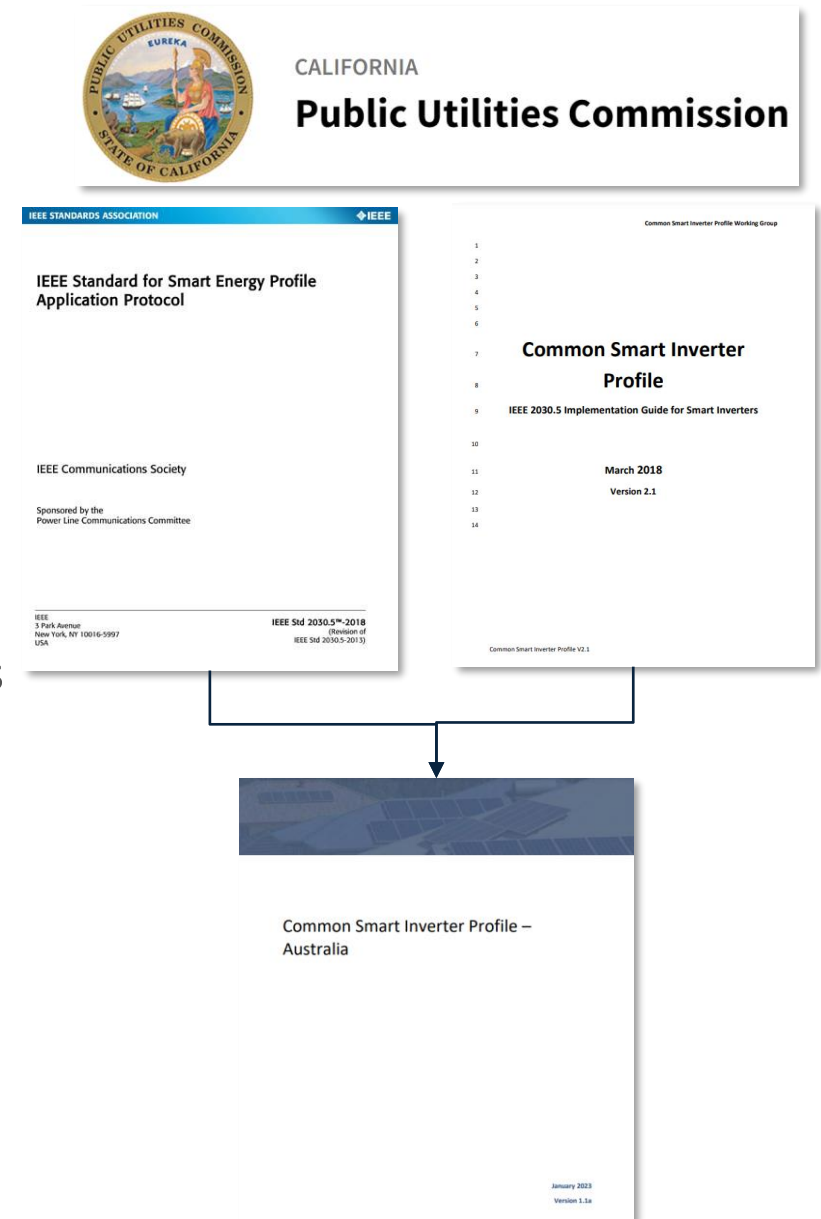 PUBLIC UTILITIES COMMISSION
EUREKA
STATE OF CALIFORNIA
CALIFORNIA
Public Utilities Commission
IEEE STANDARDS ASSOCIATION
IEEE
IEEE Standard for Smart Energy Profile
Application Protocol
IEEE Communications Society
Sponsored by the
Power Line Communications Committee
IEEE
3 Park Avenue
New York, NY 10016-5997
USA
IEEE Std 2030.5™-2018
(Revision of
IEEE Std 2030.5-2013)
Common Smart Inverter Profile Working Group
1
2
3
4
5
6
7 Common Smart Inverter
8 Profile
9 IEEE 2030.5 Implementation Guide for Smart Inverters
10
11 March 2018
12 Version 2.1
13
14
Common Smart Inverter Profile V2.1
s
Common Smart Inverter Profile –
Australia
January 2023
Version 1.1a